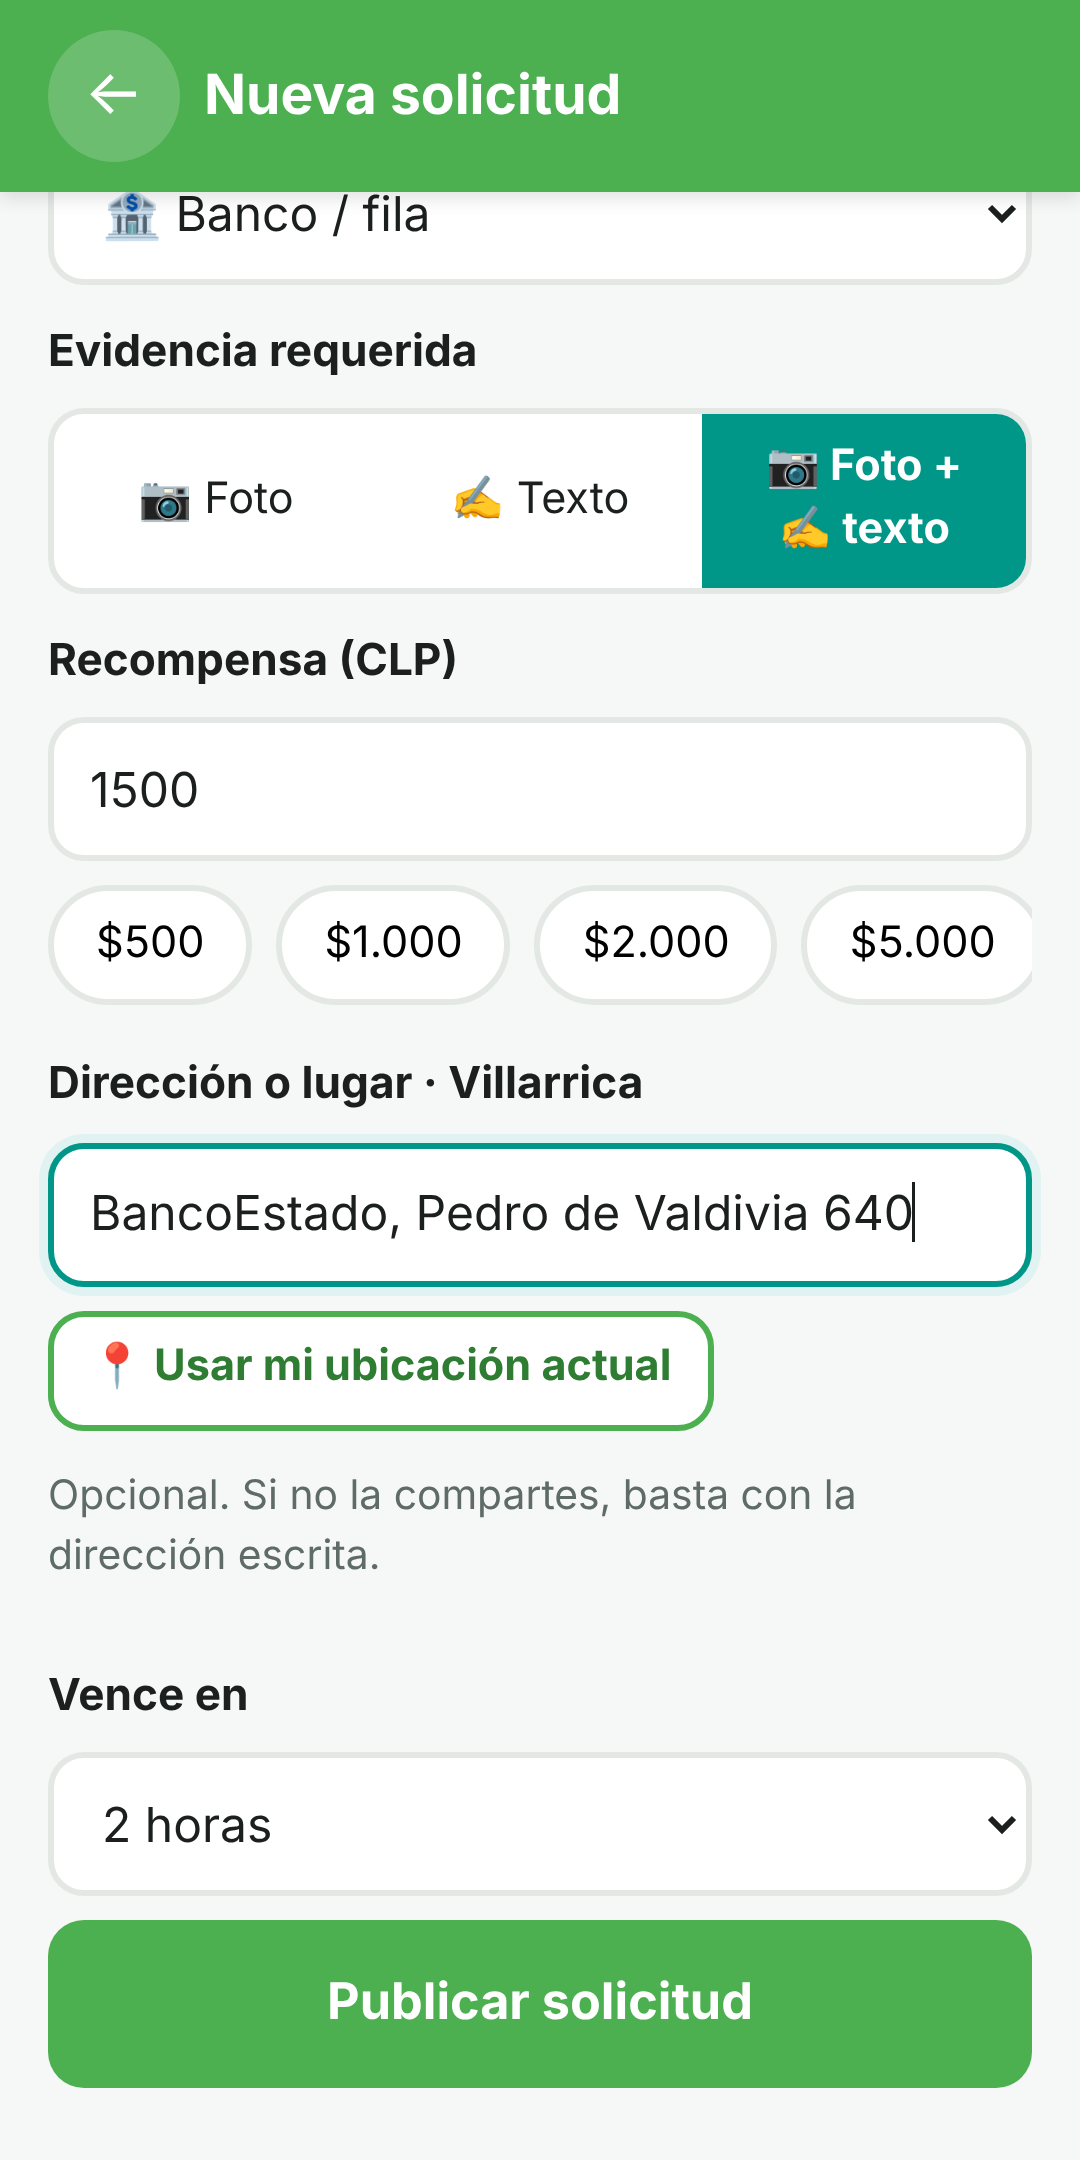 Nueva solicitud
🏦 Banco / fila
Evidencia requerida
📷 Foto
✍️ Texto
📷 Foto +
✍️ texto
Recompensa (CLP)
1500
$500
$1.000
$2.000
$5.000
Dirección o lugar · Villarrica
BancoEstado, Pedro de Valdivia 640
📍 Usar mi ubicación actual
Opcional. Si no la compartes, basta con la
dirección escrita.
Vence en
2 horas
Publicar solicitud